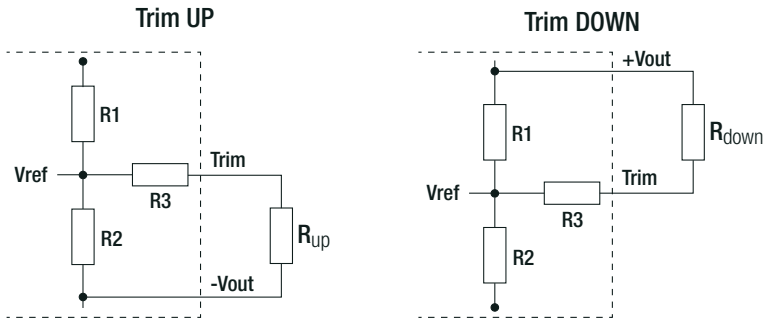 Trim UP
R1
Trim
Vref
R3
R2
Rup
-Vout
Trim DOWN
+Vout
R1
Rdown
Trim
Vref
R3
R2